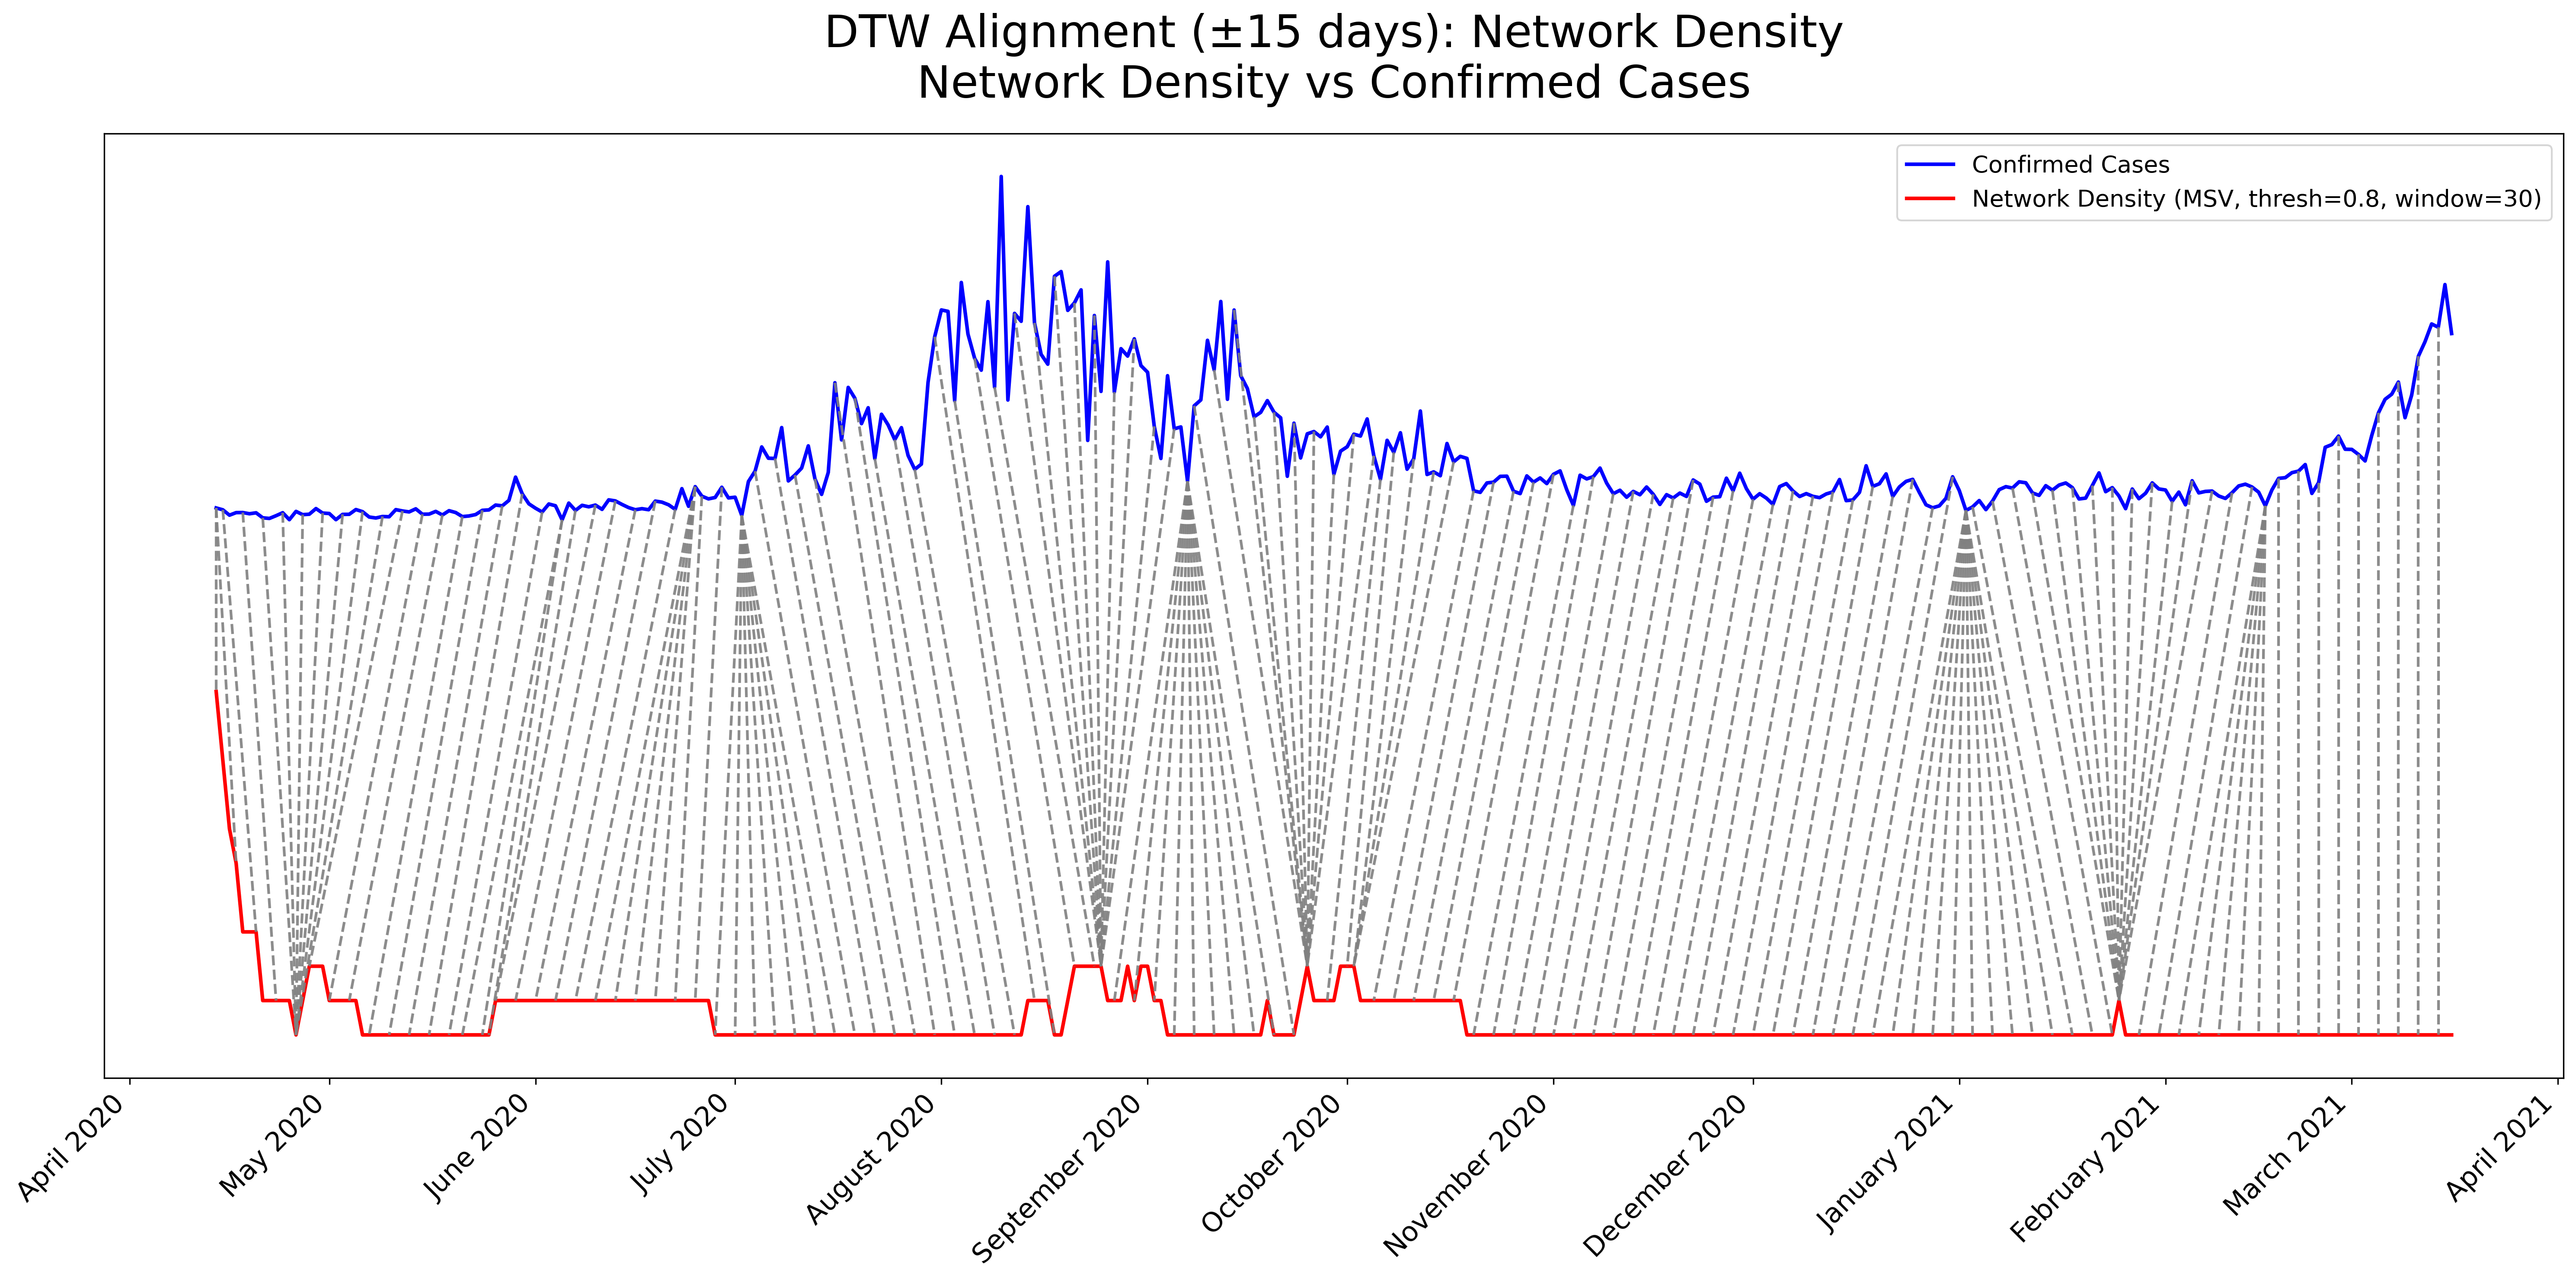 DTW Alignment (±15 days): Network Density
Network Density vs Confirmed Cases
Confirmed Cases
Network Density (MSV, thresh=0.8, window=30)
April 2020
May 2020
June 2020
July 2020
August 2020
September 2020
October 2020
November 2020
December 2020
January 2021
February 2021
March 2021
April 2021